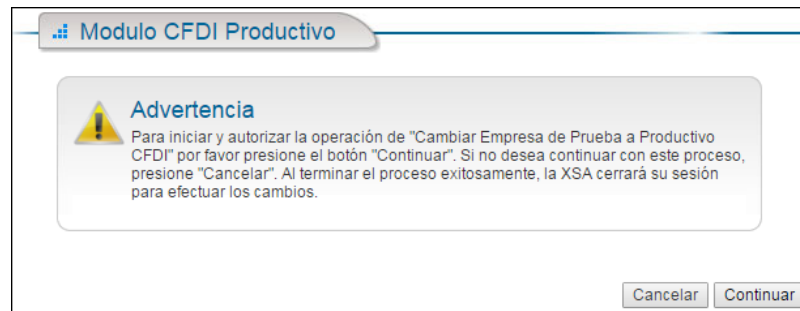 Modulo CFDI Productivo
Advertencia
Para iniciar y autorizar la operación de "Cambiar Empresa de Prueba a Productivo
CFDI" por favor presione el botón "Continuar". Si no desea continuar con este proceso,
presione "Cancelar". Al terminar el proceso exitosamente, la XSA cerrará su sesión
para efectuar los cambios.
Cancelar Continuar